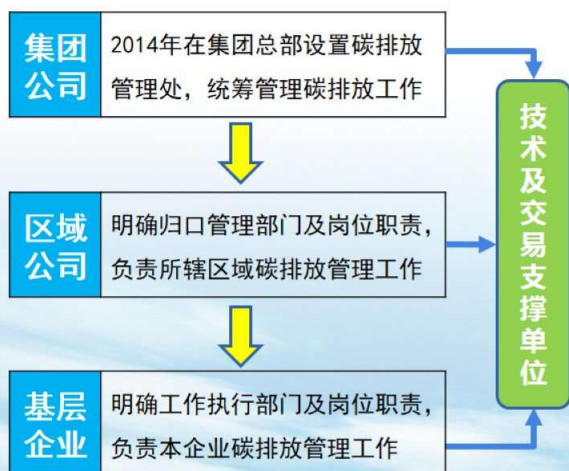 集团
公司
2014年在集团总部设置碳排放
管理处，统筹管理碳排放工作
区域
公司
明确归口管理部门及岗位职责，
负责所辖区域碳排放管理工作
基层
企业
明确工作执行部门及岗位职责，
负责本企业碳排放管理工作
技术及交易支撑单位